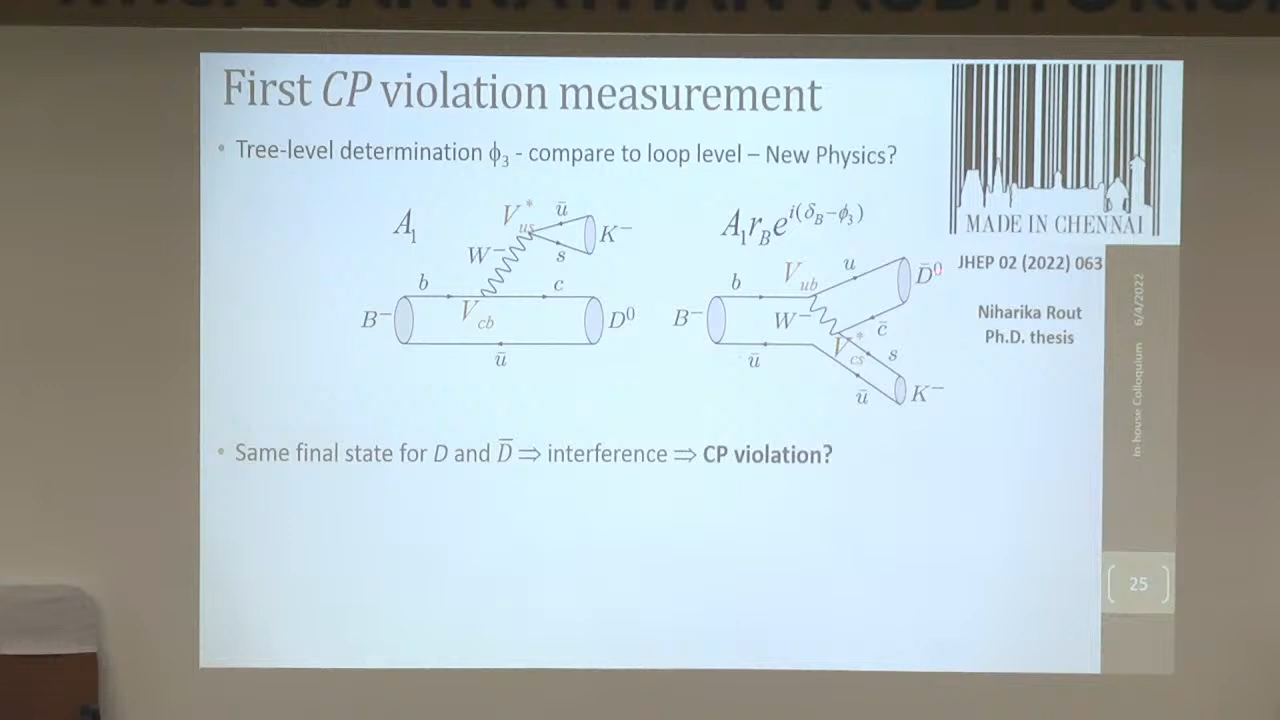 First CP violation measurement
• Tree-level determination ϕ₃ - compare to loop level – New Physics?
MADE IN CHENNAI
JHEP 02 (2022) 063
Niharika Rout
Ph.D. thesis
A₁
V*us
ū
K⁻
s
W⁻
b
c
B⁻
Vcb
D⁰
ū
A₁r_Be^{i(δ_B−ϕ₃)}
b
Vub
u
D̄⁰
B⁻
W⁻
c̄
V*cs
s
ū
ū
K⁻
• Same final state for D and D̄ ⇒ interference ⇒ CP violation?
In-house Colloquium 6/4/2022
25